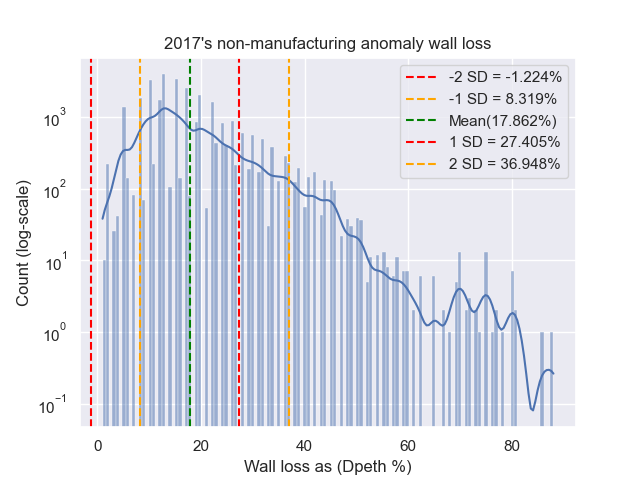 2017's non-manufacturing anomaly wall loss
-2 SD = -1.224%
-1 SD = 8.319%
Mean(17.862%)
1 SD = 27.405%
2 SD = 36.948%
Count (log-scale)
10³
10²
10¹
10⁰
10⁻¹
0 20 40 60 80
Wall loss as (Dpeth %)